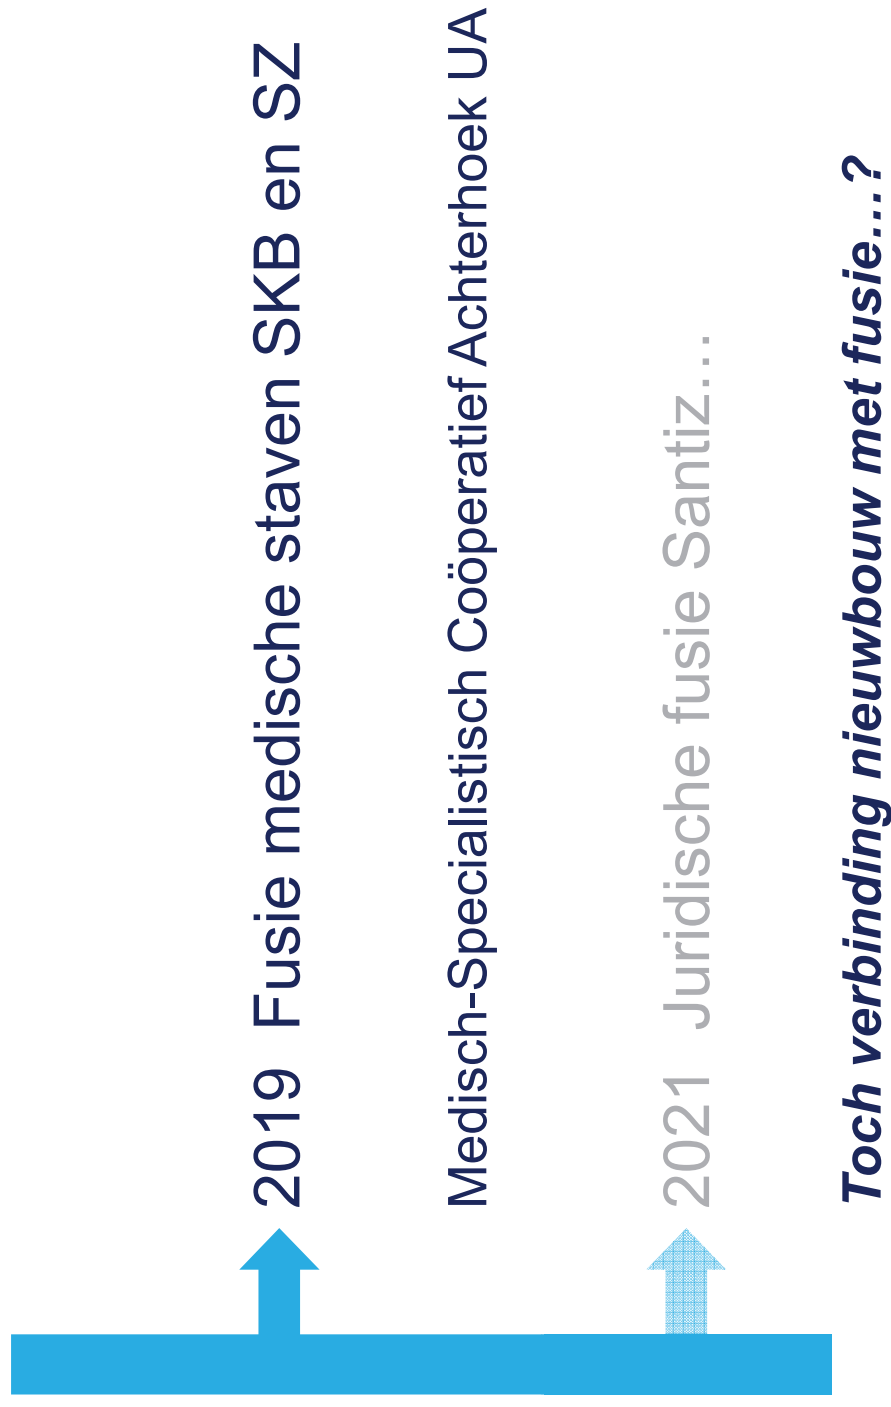 2019 Fusie medische staven SKB en SZ
Medisch-Specialistisch Coöperatief Achterhoek UA
2021 Juridische fusie Santiz…
Toch verbinding nieuwbouw met fusie…?